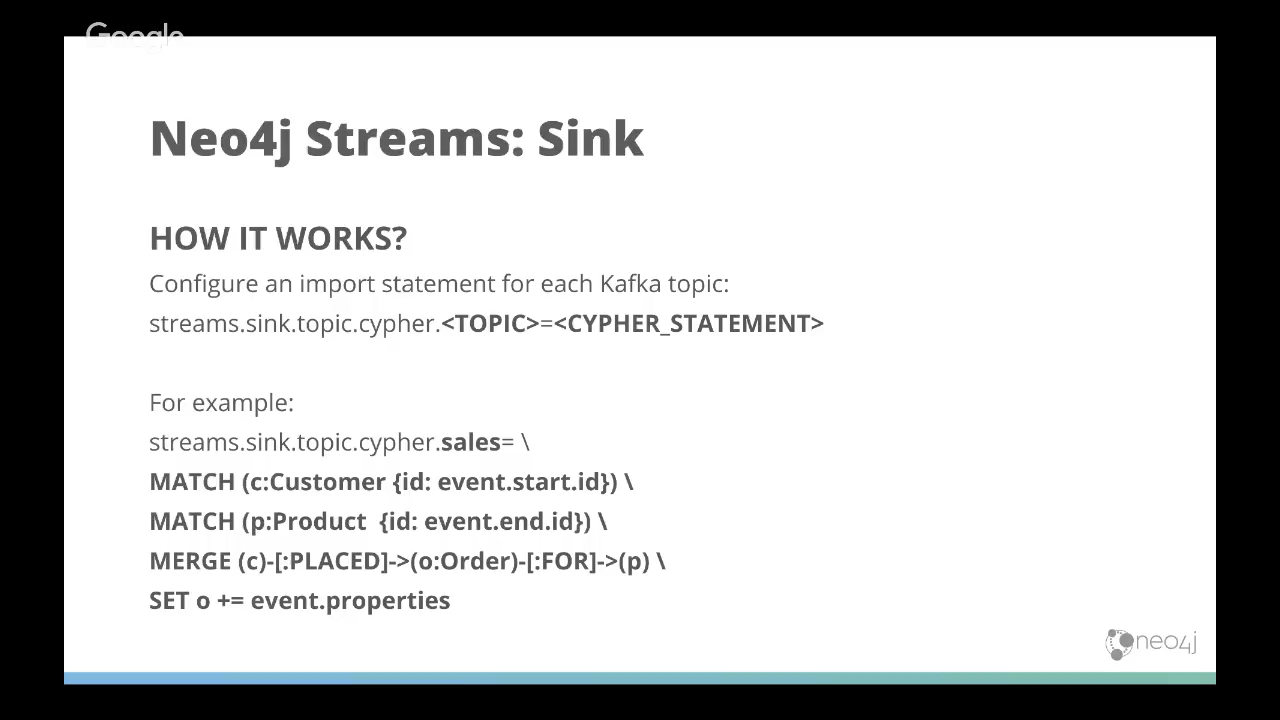 Google
Neo4j Streams: Sink
HOW IT WORKS?
Configure an import statement for each Kafka topic:
streams.sink.topic.cypher.<TOPIC>=<CYPHER_STATEMENT>
For example:
streams.sink.topic.cypher.sales= \
MATCH (c:Customer {id: event.start.id}) \
MATCH (p:Product  {id: event.end.id}) \
MERGE (c)-[:PLACED]->(o:Order)-[:FOR]->(p) \
SET o += event.properties
neo4j